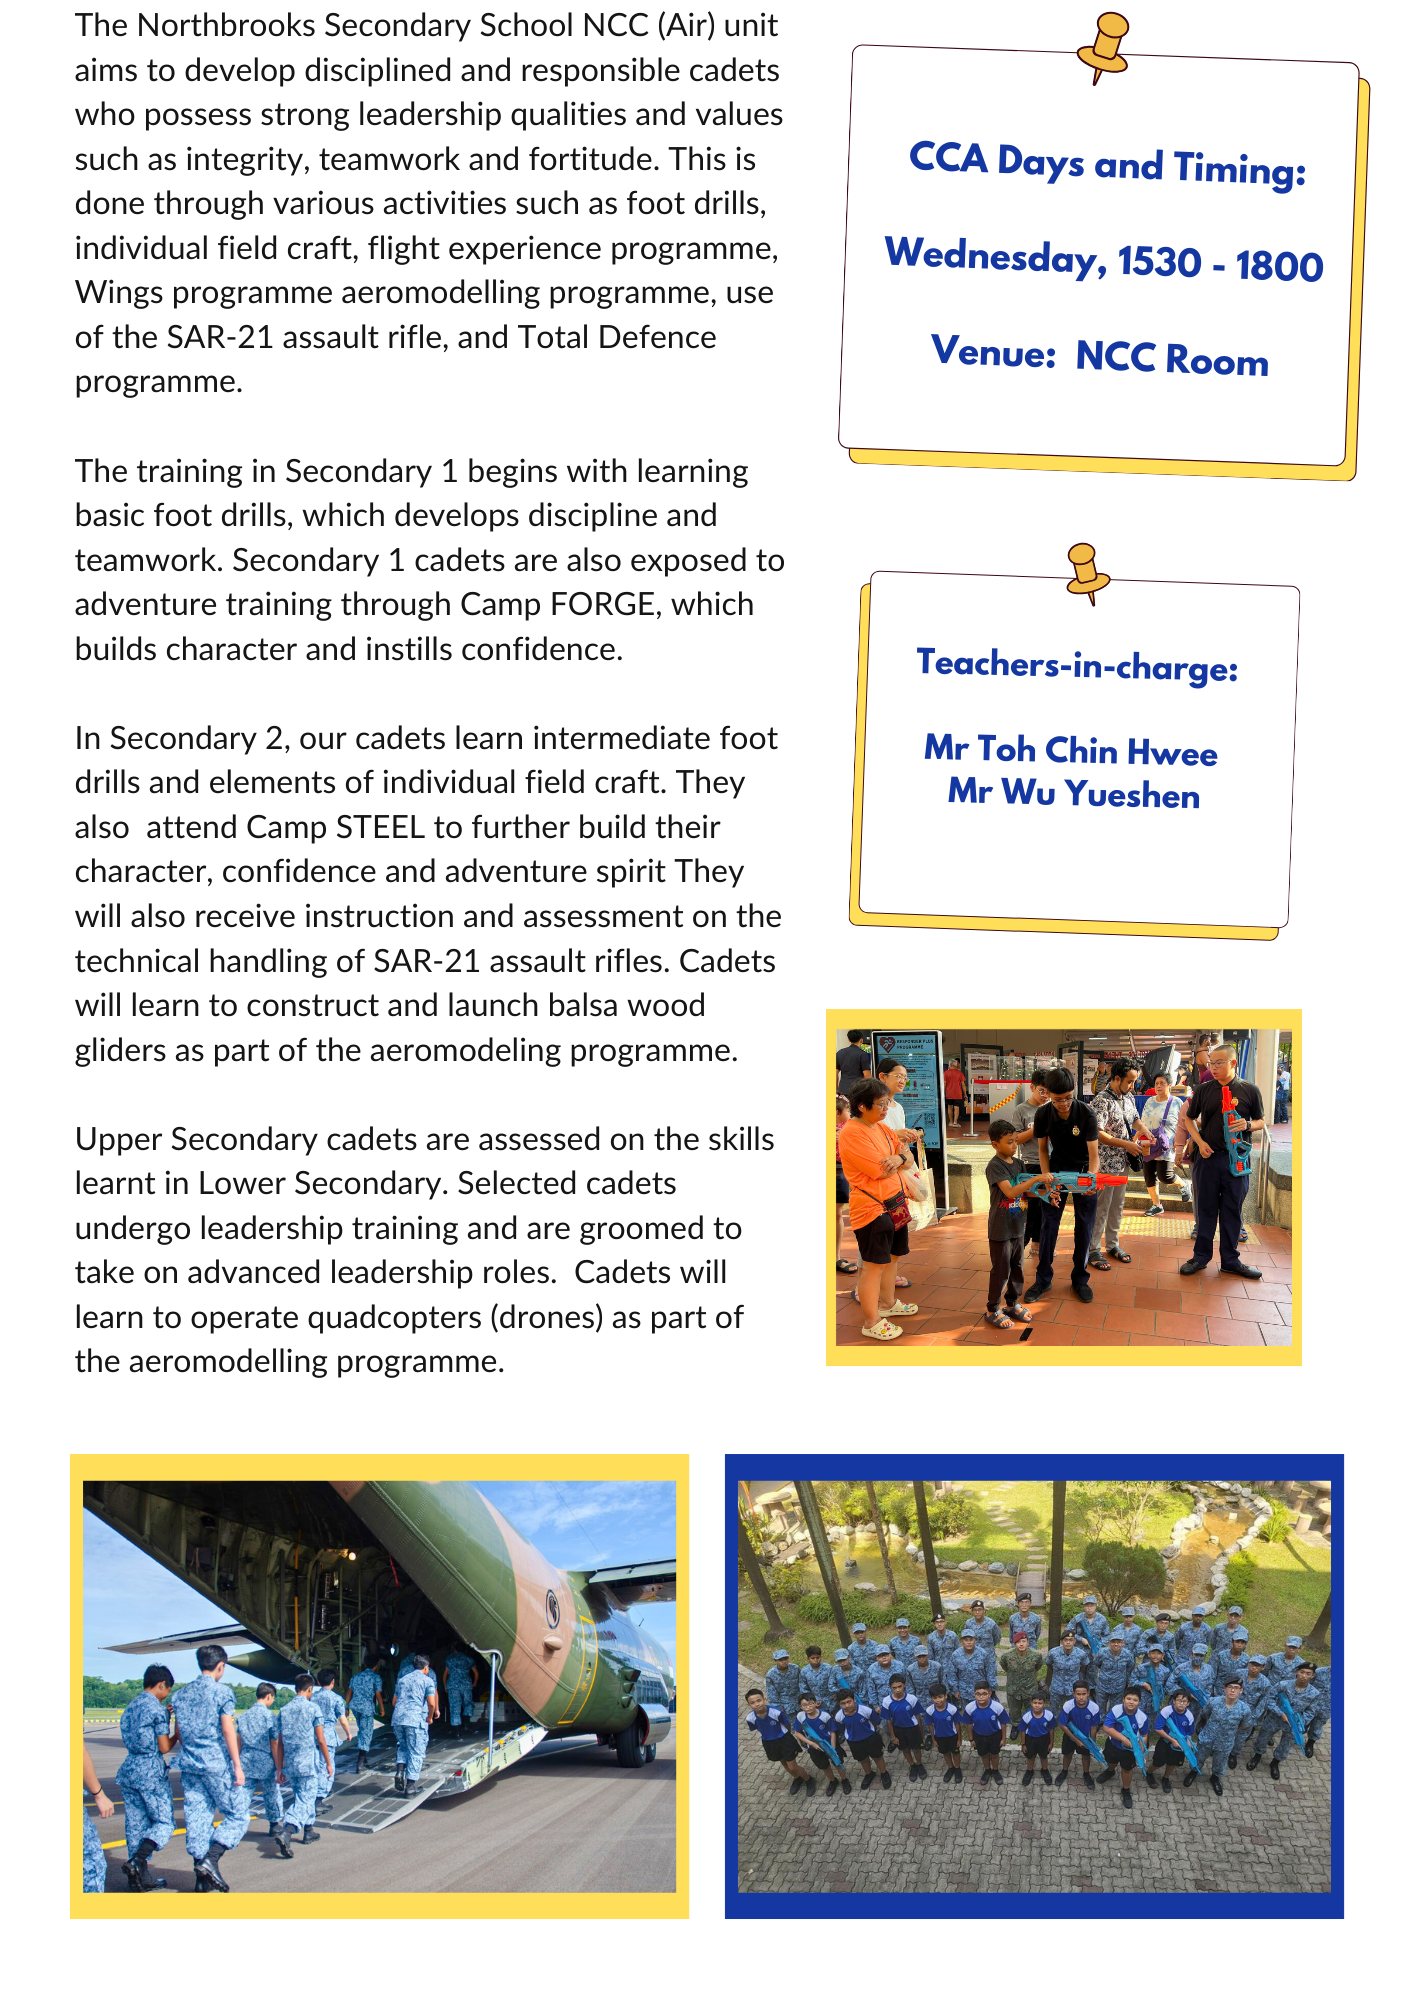 The Northbrooks Secondary School NCC (Air) unit
aims to develop disciplined and responsible cadets
who possess strong leadership qualities and values
such as integrity, teamwork and fortitude. This is
done through various activities such as foot drills,
individual field craft, flight experience programme,
Wings programme aeromodelling programme, use
of the SAR-21 assault rifle, and Total Defence
programme.
The training in Secondary 1 begins with learning
basic foot drills, which develops discipline and
teamwork. Secondary 1 cadets are also exposed to
adventure training through Camp FORGE, which
builds character and instills confidence.
In Secondary 2, our cadets learn intermediate foot
drills and elements of individual field craft. They
also  attend Camp STEEL to further build their
character, confidence and adventure spirit They
will also receive instruction and assessment on the
technical handling of SAR-21 assault rifles. Cadets
will learn to construct and launch balsa wood
gliders as part of the aeromodeling programme.
Upper Secondary cadets are assessed on the skills
learnt in Lower Secondary. Selected cadets
undergo leadership training and are groomed to
take on advanced leadership roles.  Cadets will
learn to operate quadcopters (drones) as part of
the aeromodelling programme.
CCA Days and Timing:
Wednesday, 1530 - 1800
Venue:  NCC Room
Teachers-in-charge:
Mr Toh Chin Hwee
Mr Wu Yueshen
RESPONDER PLUS
PROGRAMME